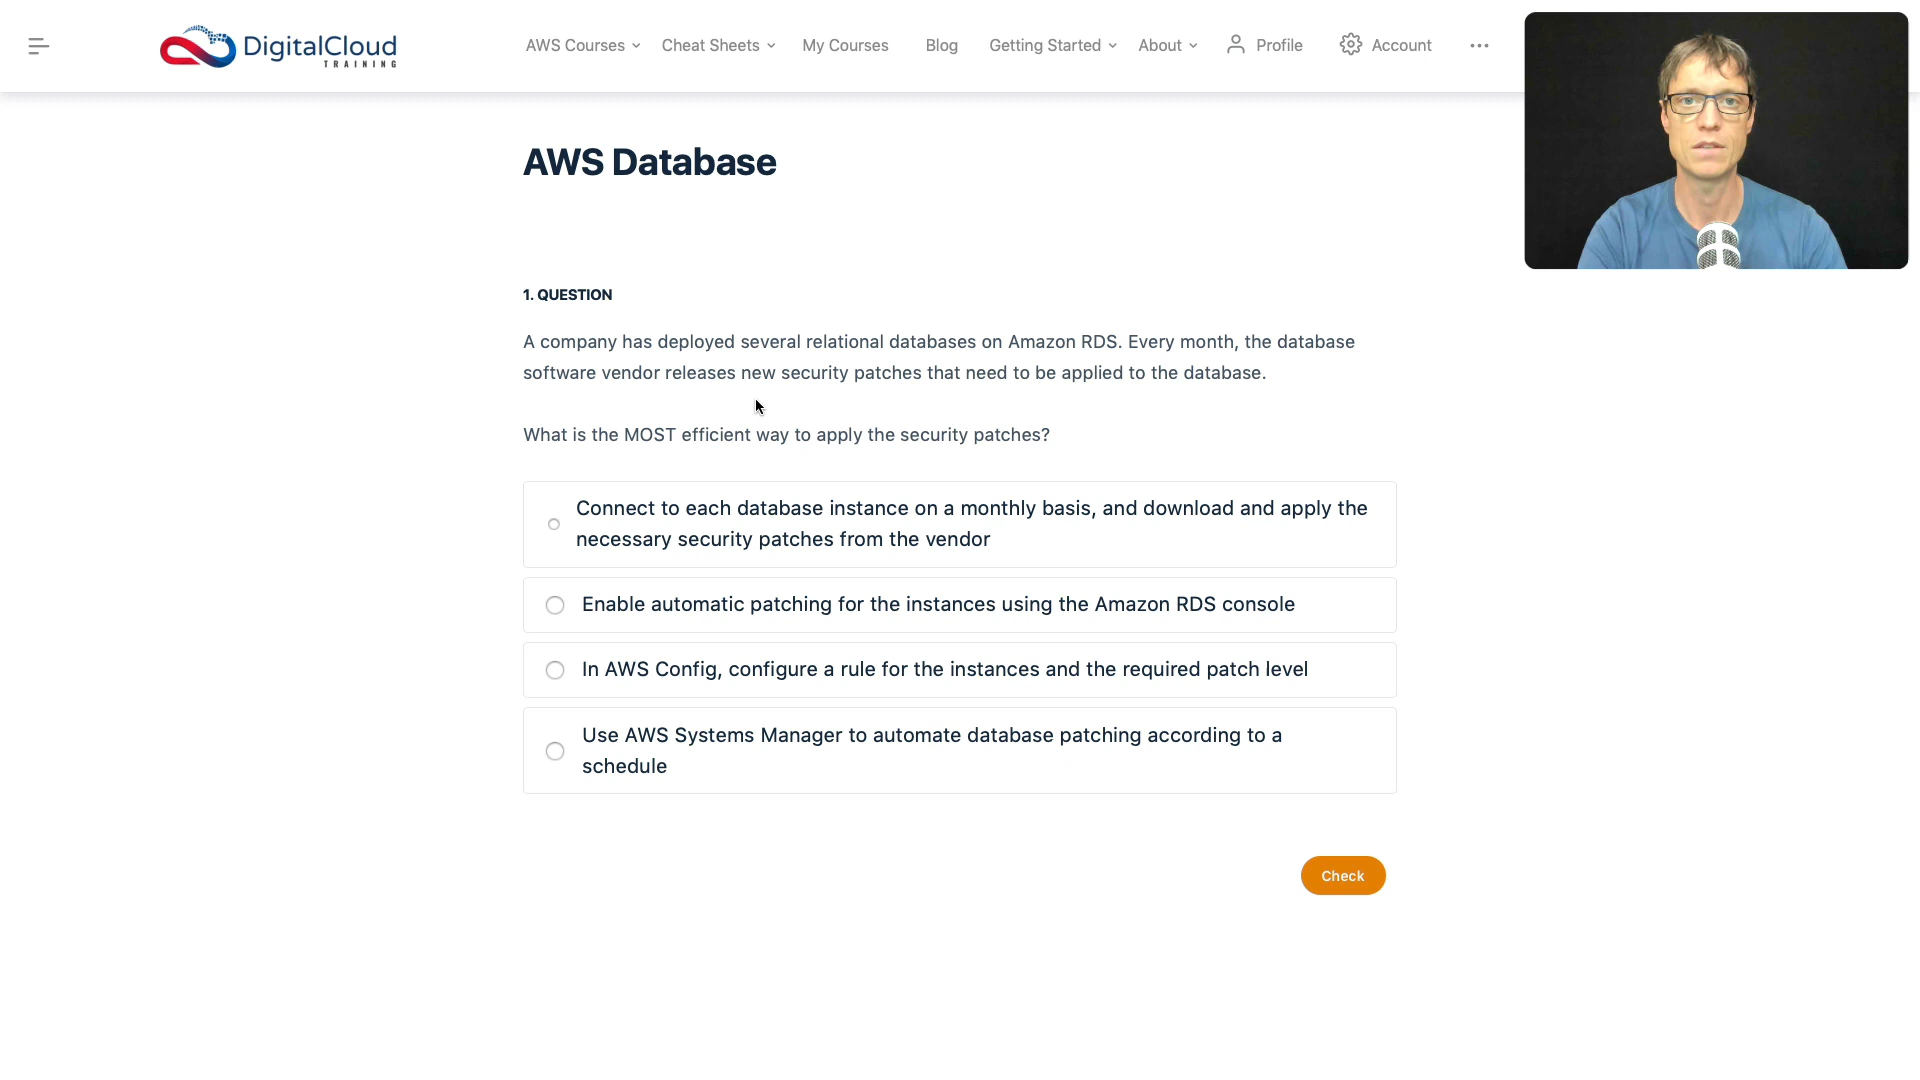 DigitalCloud
TRAINING
AWS Courses
Cheat Sheets
My Courses
Blog
Getting Started
About
Profile
Account
AWS Database
1. QUESTION
A company has deployed several relational databases on Amazon RDS. Every month, the database
software vendor releases new security patches that need to be applied to the database.
What is the MOST efficient way to apply the security patches?
Connect to each database instance on a monthly basis, and download and apply the
necessary security patches from the vendor
Enable automatic patching for the instances using the Amazon RDS console
In AWS Config, configure a rule for the instances and the required patch level
Use AWS Systems Manager to automate database patching according to a
schedule
Check